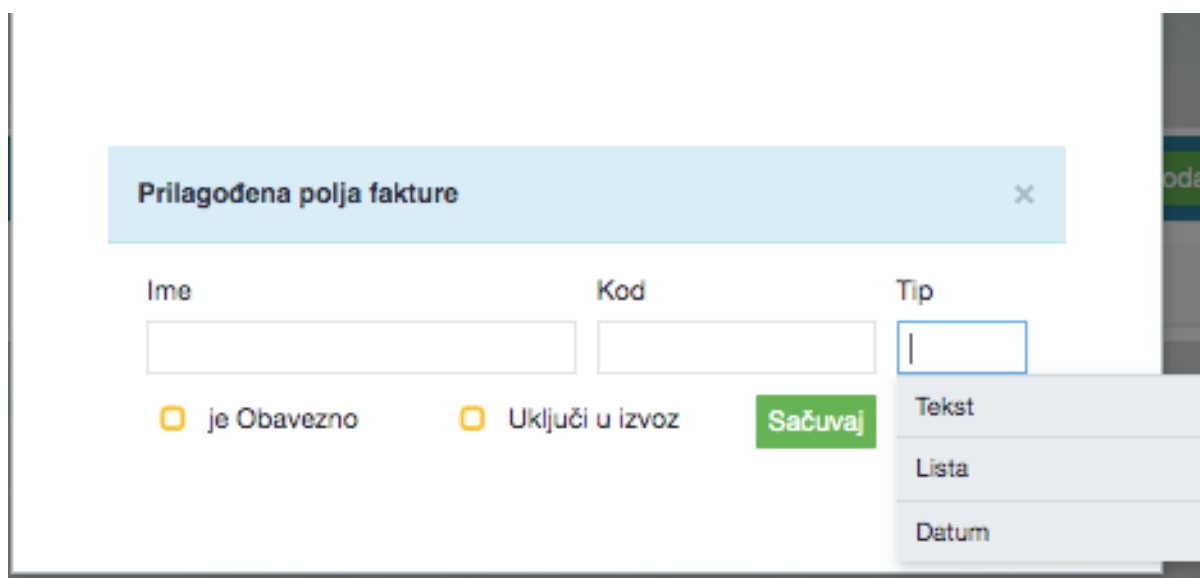 Prilagođena polja fakture ×
Ime Kod Tip
je Obavezno Uključi u izvoz Sačuvaj
Tekst
Lista
Datum